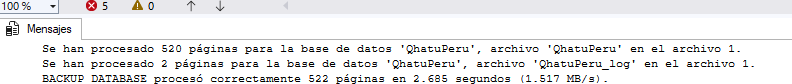 100 %
5
0
Mensajes
Se han procesado 520 páginas para la base de datos 'QhatuPeru', archivo 'QhatuPeru' en el archivo 1.
Se han procesado 2 páginas para la base de datos 'QhatuPeru', archivo 'QhatuPeru_log' en el archivo 1.
BACKUP DATABASE procesó correctamente 522 páginas en 2.685 segundos (1.517 MB/s).